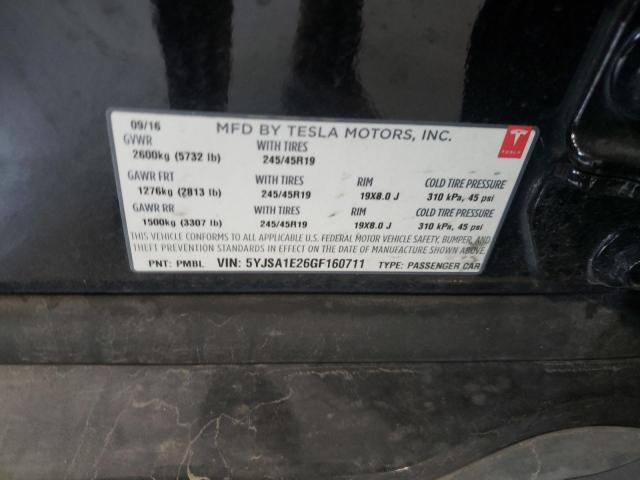 09/16 MFD BY TESLA MOTORS, INC.
TESLA
GVWR WITH TIRES
2600kg (5732 lb) 245/45R19
GAWR FRT WITH TIRES RIM COLD TIRE PRESSURE
1276kg (2813 lb) 245/45R19 19X8.0 J 310 kPa, 45 psi
GAWR RR WITH TIRES RIM COLD TIRE PRESSURE
1500kg (3307 lb) 245/45R19 19X8.0 J 310 kPa, 45 psi
THIS VEHICLE CONFORMS TO ALL APPLICABLE U.S. FEDERAL MOTOR VEHICLE SAFETY, BUMPER, AND
THEFT PREVENTION STANDARDS IN EFFECT ON THE DATE OF MANUFACTURE SHOWN ABOVE.
PNT: PMBL VIN: 5YJSA1E26GF160711 TYPE: PASSENGER CAR